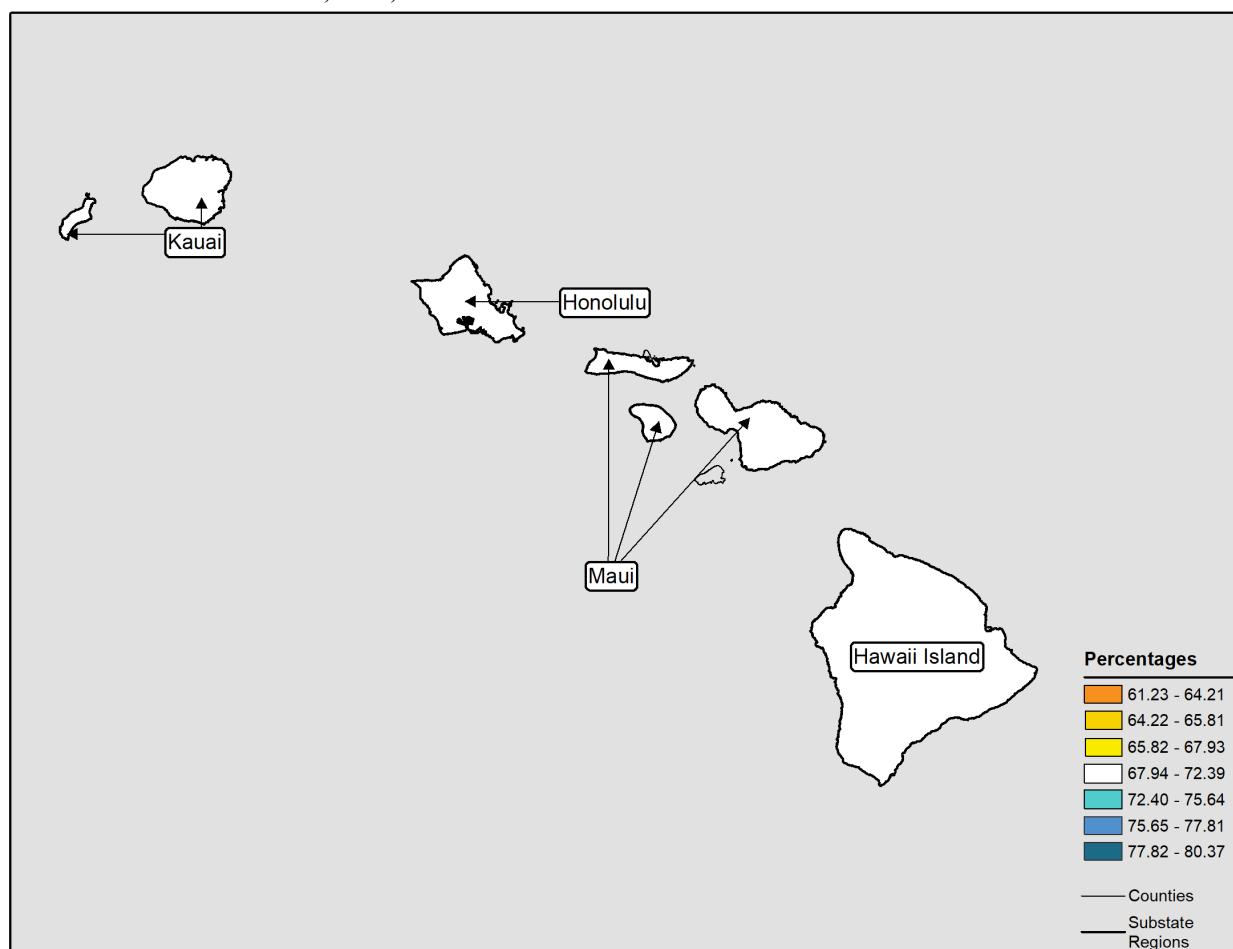 Kauai
Honolulu
Maui
Hawaii Island
Percentages
61.23 - 64.21
64.22 - 65.81
65.82 - 67.93
67.94 - 72.39
72.40 - 75.64
75.65 - 77.81
77.82 - 80.37
Counties
Substate
Regions